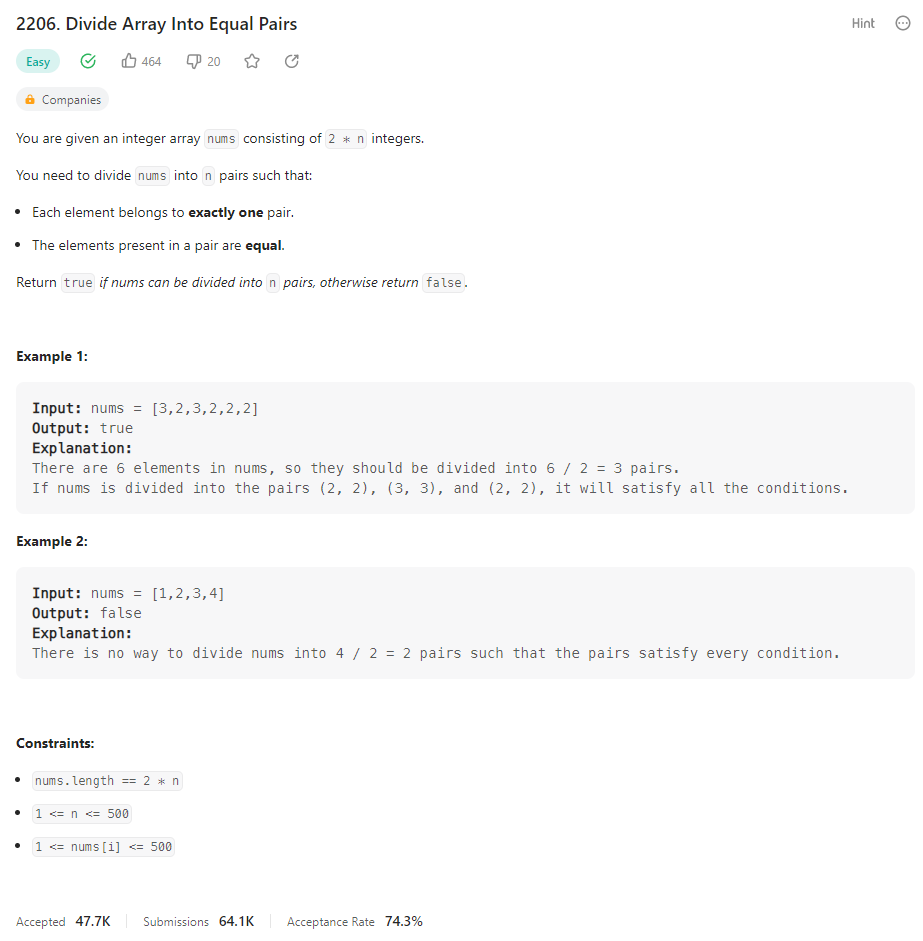 2206. Divide Array Into Equal Pairs
Hint
Easy
464
20
Companies
You are given an integer array nums consisting of 2 * n integers.
You need to divide nums into n pairs such that:
• Each element belongs to exactly one pair.
• The elements present in a pair are equal.
Return true if nums can be divided into n pairs, otherwise return false.
Example 1:
Input: nums = [3,2,3,2,2,2]
Output: true
Explanation:
There are 6 elements in nums, so they should be divided into 6 / 2 = 3 pairs.
If nums is divided into the pairs (2, 2), (3, 3), and (2, 2), it will satisfy all the conditions.
Example 2:
Input: nums = [1,2,3,4]
Output: false
Explanation:
There is no way to divide nums into 4 / 2 = 2 pairs such that the pairs satisfy every condition.
Constraints:
• nums.length == 2 * n
• 1 <= n <= 500
• 1 <= nums[i] <= 500
Accepted 47.7K Submissions 64.1K Acceptance Rate 74.3%